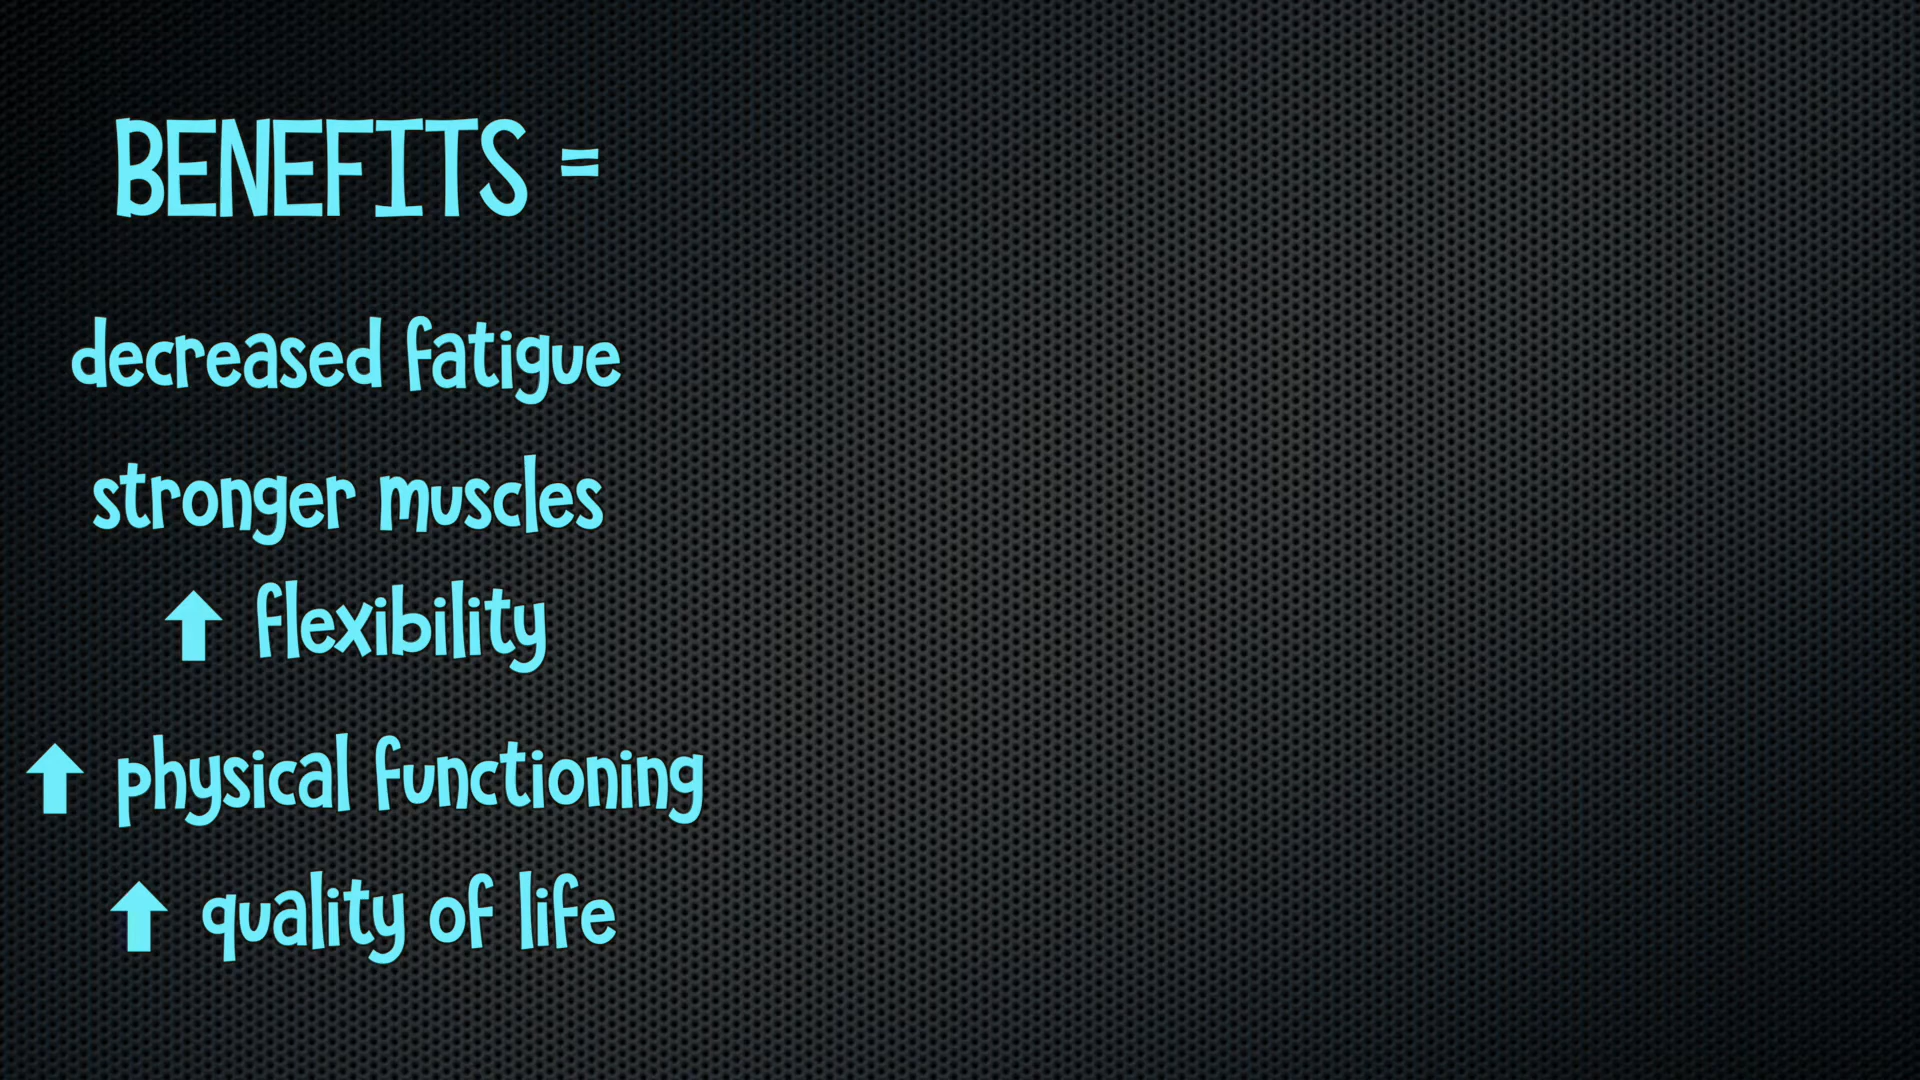 BENEFITS =
decreased fatigue
stronger muscles
⬆ flexibility
⬆ physical functioning
⬆ quality of life